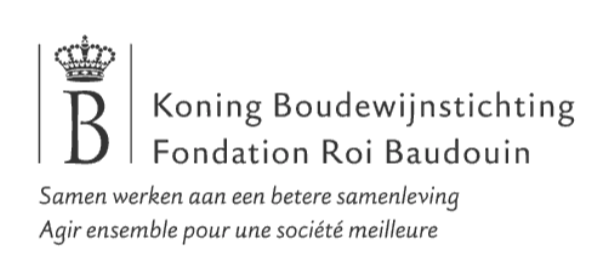 B
Koning Boudewijnstichting
Fondation Roi Baudouin
Samen werken aan een betere samenleving
Agir ensemble pour une société meilleure